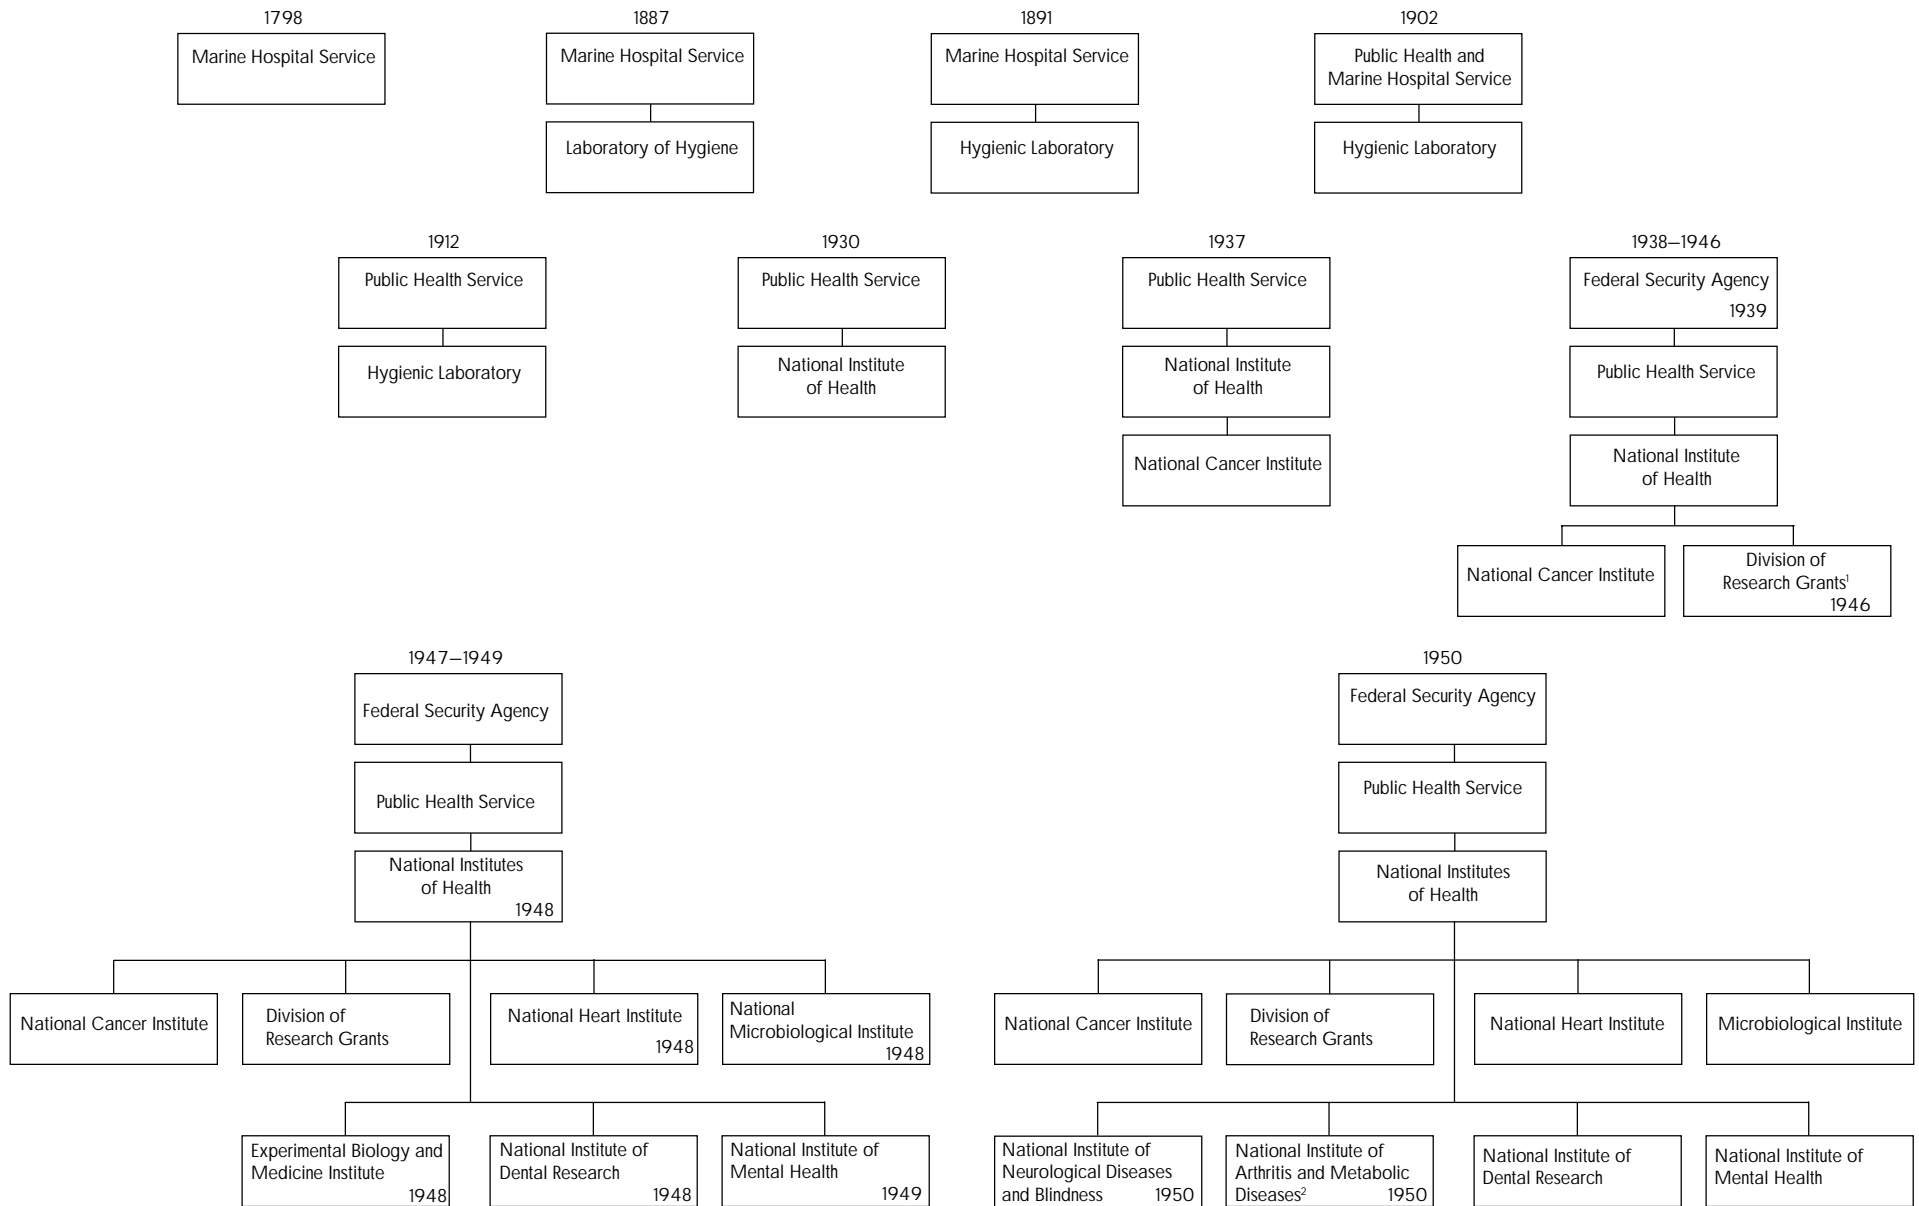 1798
Marine Hospital Service
1887
Marine Hospital Service
Laboratory of Hygiene
1891
Marine Hospital Service
Hygienic Laboratory
1902
Public Health and
Marine Hospital Service
Hygienic Laboratory
1912
Public Health Service
Hygienic Laboratory
1930
Public Health Service
National Institute
of Health
1937
Public Health Service
National Institute
of Health
National Cancer Institute
1938–1946
Federal Security Agency
1939
Public Health Service
National Institute
of Health
National Cancer Institute
Division of
Research Grants¹
1946
1947–1949
Federal Security Agency
Public Health Service
National Institutes
of Health
1948
National Cancer Institute
Division of
Research Grants
National Heart Institute
1948
National
Microbiological Institute
1948
Experimental Biology and
Medicine Institute
1948
National Institute of
Dental Research
1948
National Institute of
Mental Health
1949
1950
Federal Security Agency
Public Health Service
National Institutes
of Health
National Cancer Institute
Division of
Research Grants
National Heart Institute
Microbiological Institute
National Institute of
Neurological Diseases
and Blindness 1950
National Institute of
Arthritis and Metabolic
Diseases² 1950
National Institute of
Dental Research
National Institute of
Mental Health